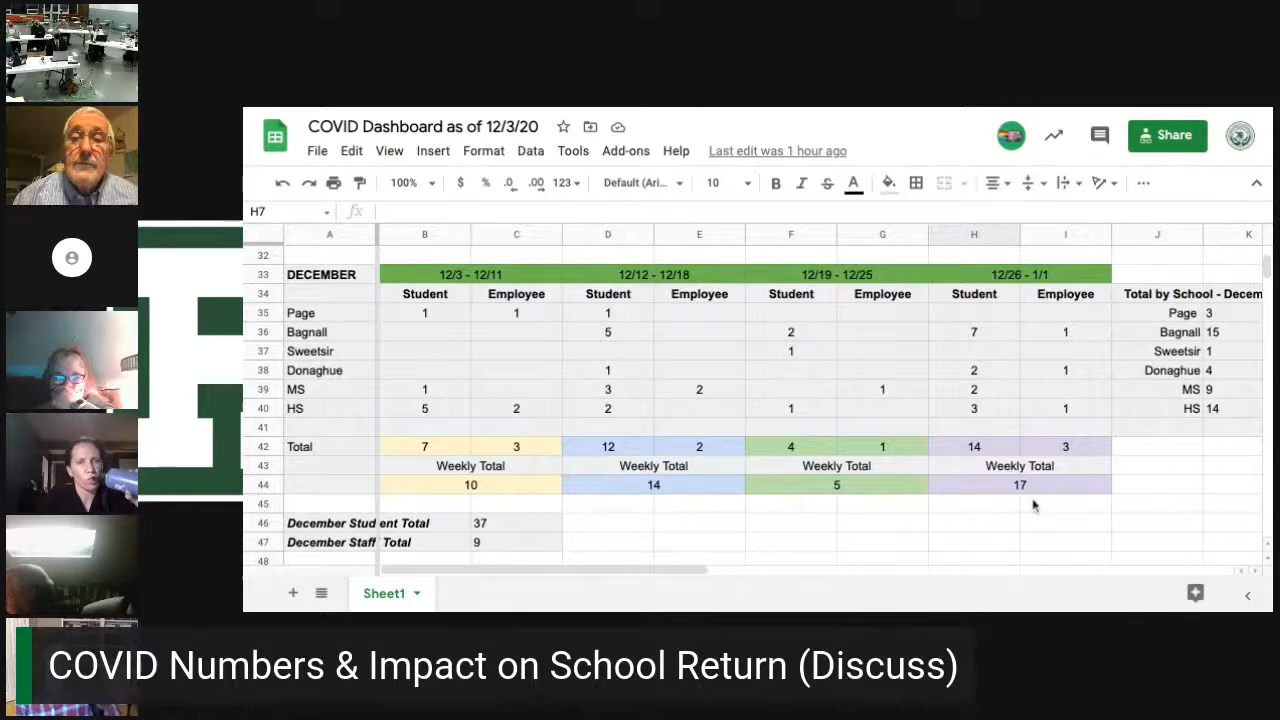 COVID Dashboard as of 12/3/20
File Edit View Insert Format Data Tools Add-ons Help Last edit was 1 hour ago
Share
100% $ % .0 .00 123 Default (Ari... 10 B I S A ...
H7 fx
A B C D E F G H I J K
32
33 DECEMBER 12/3 - 12/11 12/12 - 12/18 12/19 - 12/25 12/26 - 1/1
34 Student Employee Student Employee Student Employee Student Employee Total by School - Decem
35 Page 1 1 1 Page 3
36 Bagnall 5 2 7 1 Bagnall 15
37 Sweetsir 1 Sweetsir 1
38 Donaghue 1 2 1 Donaghue 4
39 MS 1 3 2 1 2 MS 9
40 HS 5 2 2 1 3 1 HS 14
41
42 Total 7 3 12 2 4 1 14 3
43 Weekly Total Weekly Total Weekly Total Weekly Total
44 10 14 5 17
45
46 December Student Total 37
47 December Staff Total 9
48
Sheet1
COVID Numbers & Impact on School Return (Discuss)